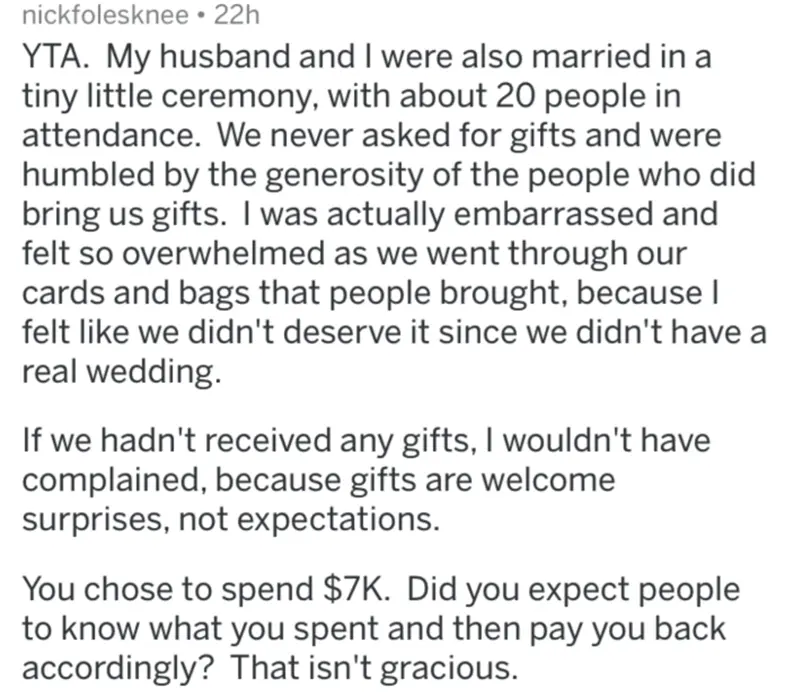 nickfolesknee • 22h
YTA. My husband and I were also married in a
tiny little ceremony, with about 20 people in
attendance. We never asked for gifts and were
humbled by the generosity of the people who did
bring us gifts. I was actually embarrassed and
felt so overwhelmed as we went through our
cards and bags that people brought, because I
felt like we didn't deserve it since we didn't have a
real wedding.
If we hadn't received any gifts, I wouldn't have
complained, because gifts are welcome
surprises, not expectations.
You chose to spend $7K. Did you expect people
to know what you spent and then pay you back
accordingly? That isn't gracious.